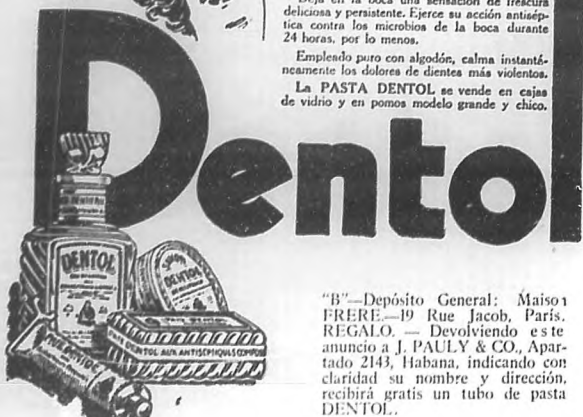 Deja en la boca una sensación de frescura
deliciosa y persistente. Ejerce su acción antisép-
tica contra los microbios de la boca durante
24 horas, por lo menos.
Empleado puro con algodón, calma instantá-
neamente los dolores de dientes más violentos.
La PASTA DENTOL se vende en cajas
de vidrio y en pomos modelo grande y chico.
Dentol
DENTOL
DENTOL
DENTOL AUX ANTISEPTIQUES
"B"—Depósito General: Maiso
FRERE.—19 Rue Jacob, París.
REGALO. — Devolviendo este
anuncio a J. PAULY & CO., Apar-
tado 2143, Habana, indicando con
claridad su nombre y dirección,
recibirá gratis un tubo de pasta
DENTOL.